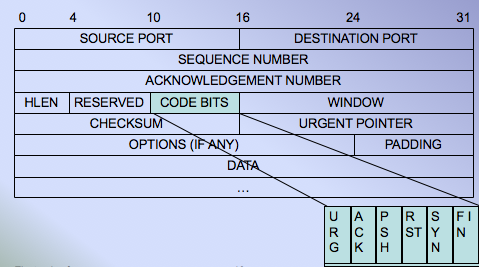 0 4 10 16 24 31
SOURCE PORT DESTINATION PORT
SEQUENCE NUMBER
ACKNOWLEDGEMENT NUMBER
HLEN RESERVED CODE BITS WINDOW
CHECKSUM URGENT POINTER
OPTIONS (IF ANY) PADDING
DATA
...
URG ACK PSH RST SYN FIN